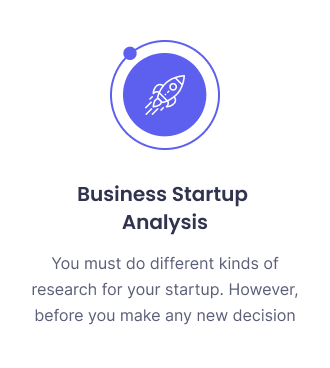 Business Startup
Analysis
You must do different kinds of
research for your startup. However,
before you make any new decision